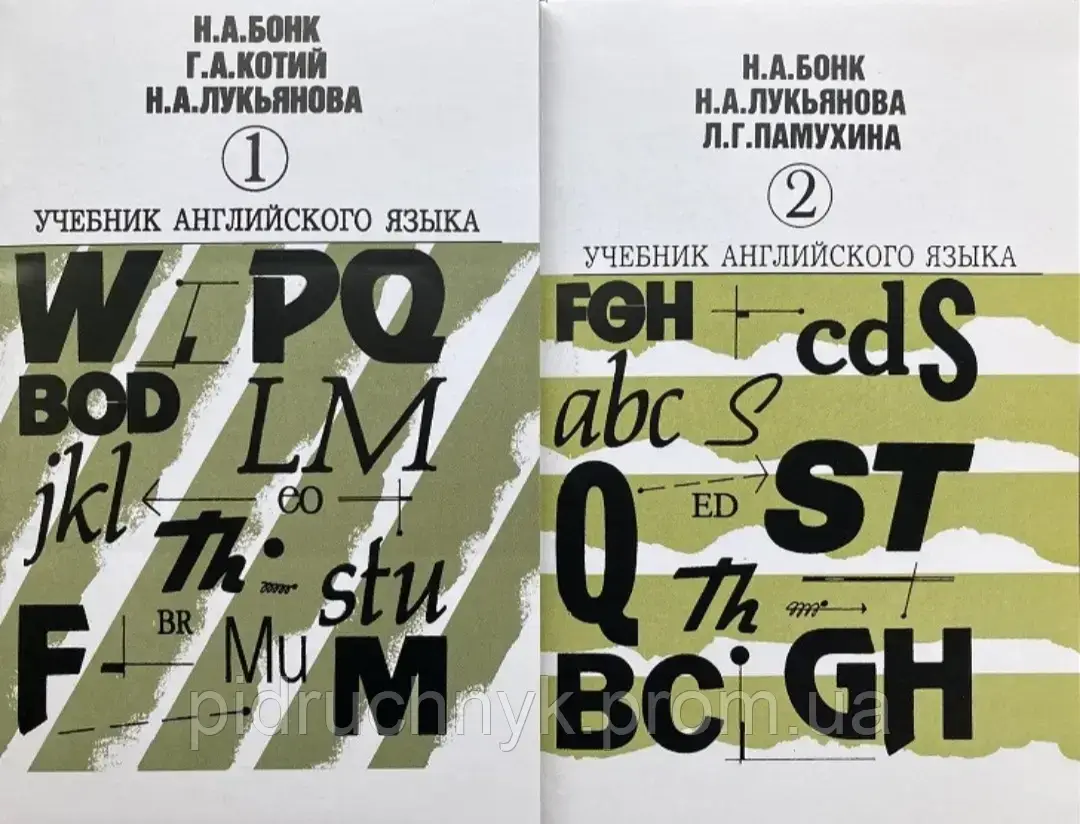 Н.А.БОНК
Г.А.КОТИЙ
Н.А.ЛУКЬЯНОВА
1
УЧЕБНИК АНГЛИЙСКОГО ЯЗЫКА
W PQ
BOD
LM
jkl
eo
Th
stu
BR
F
Mu
M
Н.А.БОНК
Н.А.ЛУКЬЯНОВА
Л.Г.ПАМУХИНА
2
УЧЕБНИК АНГЛИЙСКОГО ЯЗЫКА
FGH
cdS
abc S
Q
ED
ST
Th
BC
GH
pidruchnyk.prom.ua